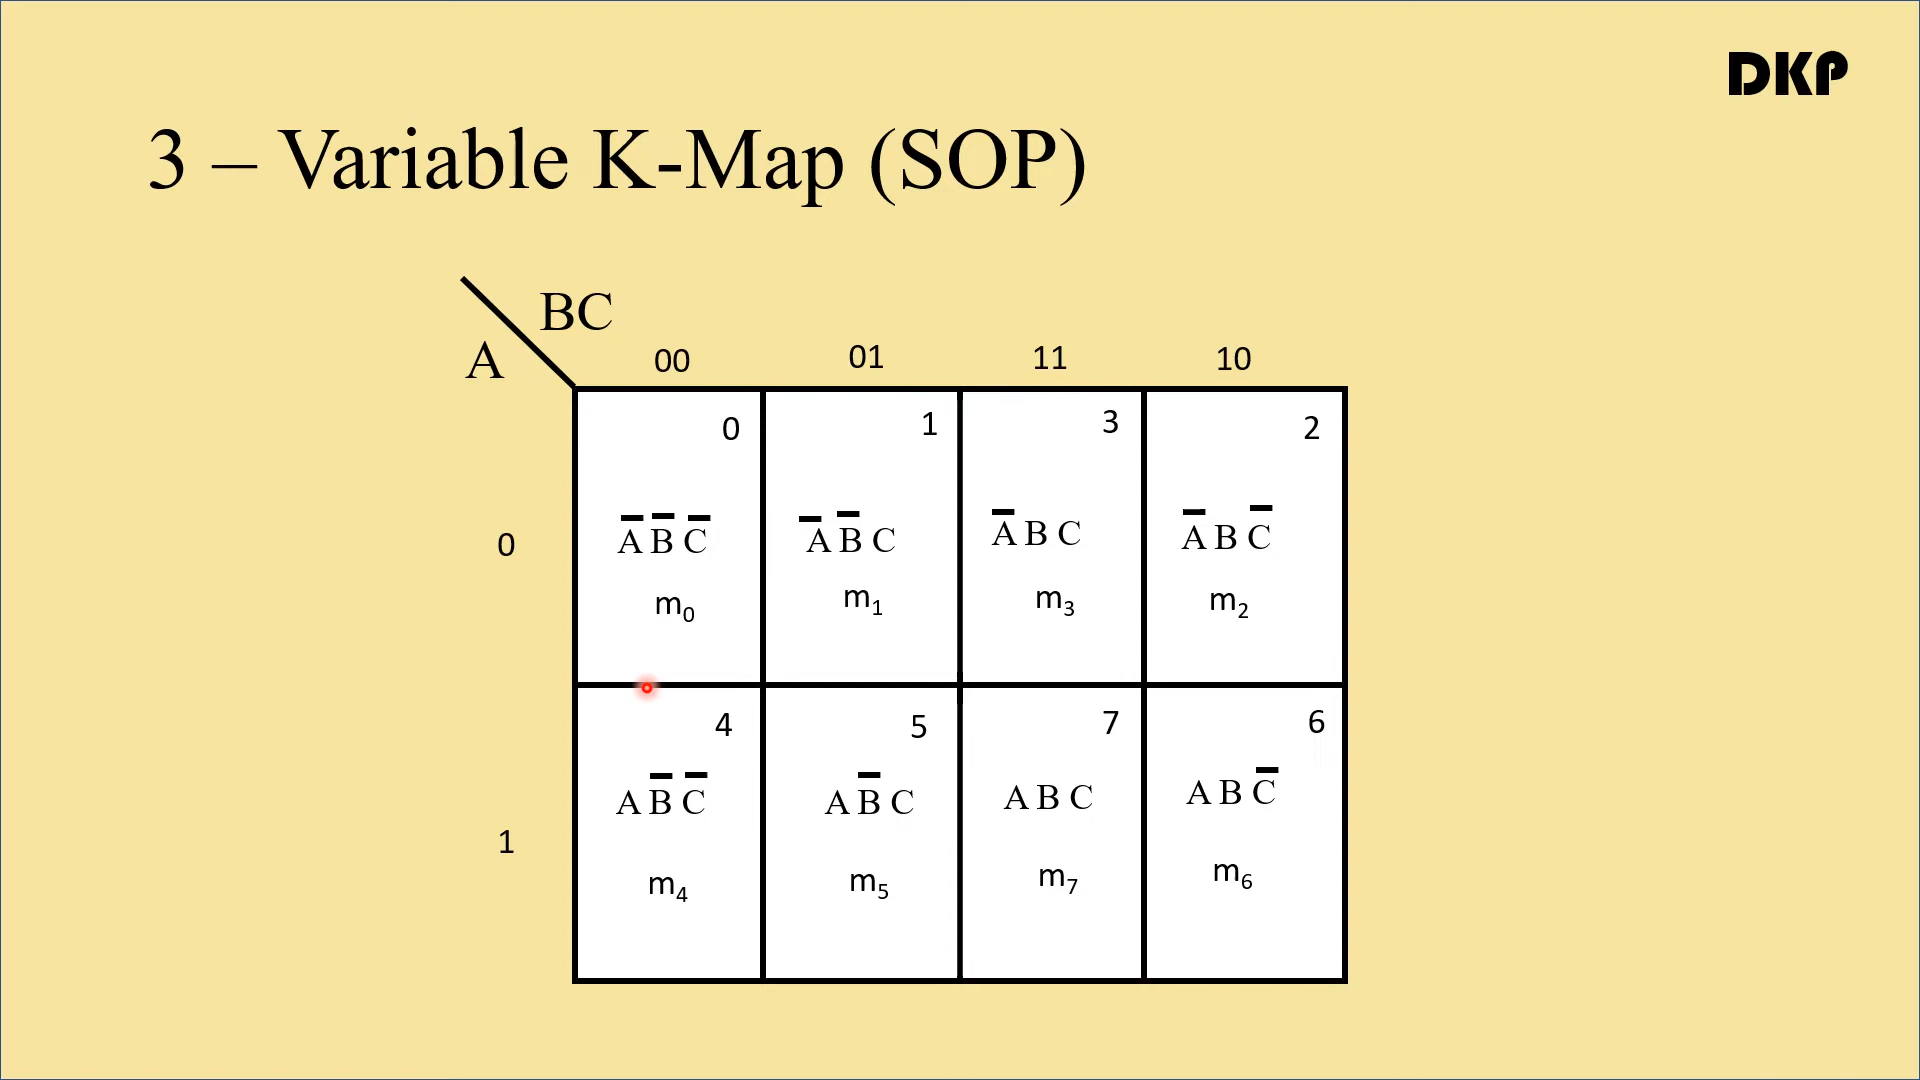 DKP
3 – Variable K-Map (SOP)
BC
A
00 01 11 10
0 1 3 2
0
A̅ B̅ C̅ A̅ B̅ C A̅ B C A̅ B C̅
m₀ m₁ m₃ m₂
4 5 7 6
A B̅ C̅ A B̅ C A B C A B C̅
1
m₄ m₅ m₇ m₆